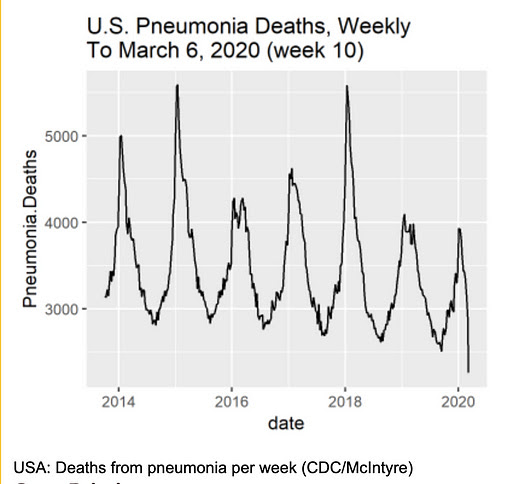 U.S. Pneumonia Deaths, Weekly
To March 6, 2020 (week 10)
Pneumonia.Deaths
5000
4000
3000
2014 2016 2018 2020
date
USA: Deaths from pneumonia per week (CDC/McIntyre)